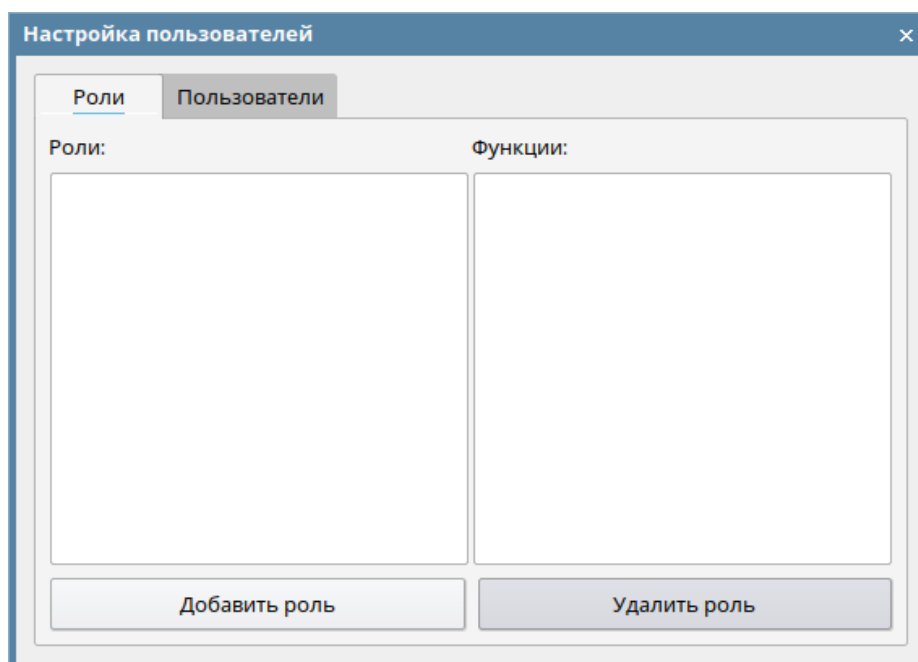 Настройка пользователей
Роли Пользователи
Роли: Функции:
Добавить роль Удалить роль